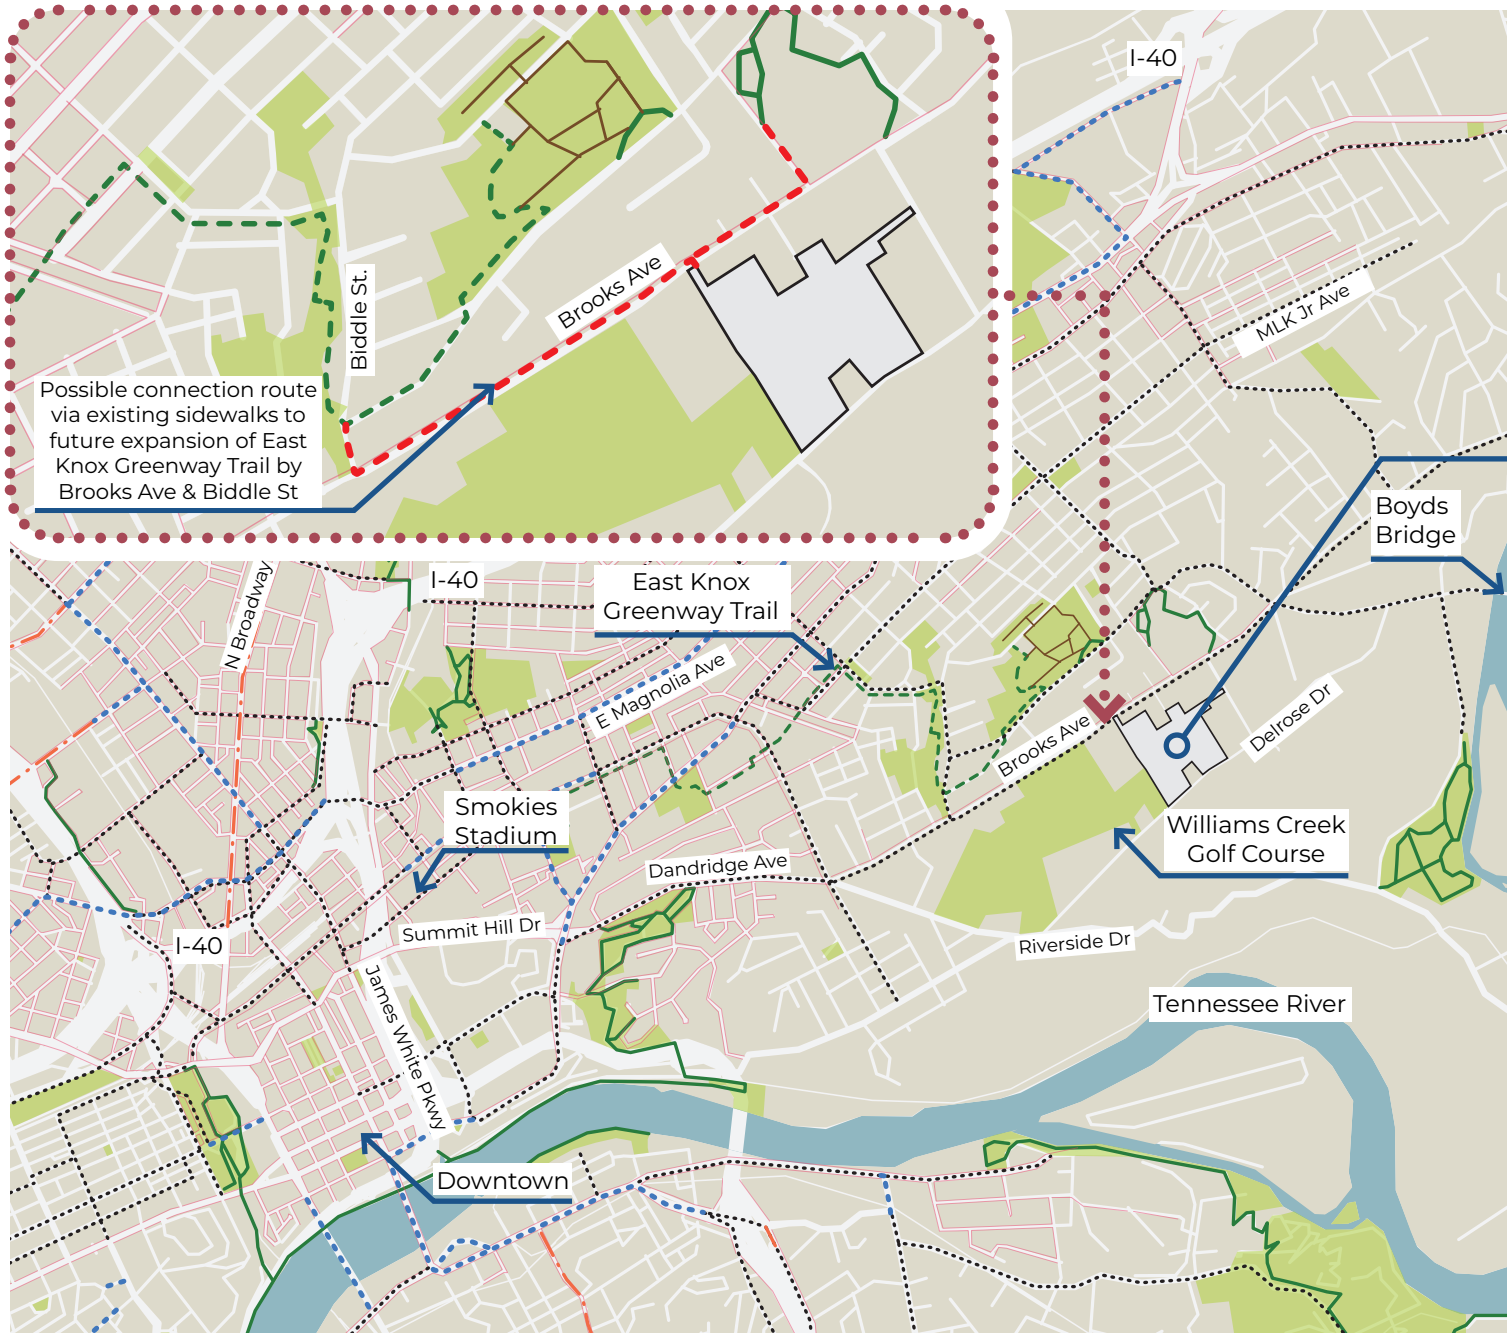 I-40
Brooks Ave
Biddle St.
MLK Jr Ave
Possible connection route
via existing sidewalks to
future expansion of East
Knox Greenway Trail by
Brooks Ave & Biddle St
Boyds
Bridge
I-40
East Knox
Greenway Trail
N Broadway
E Magnolia Ave
Brooks Ave
Delrose Dr
Smokies
Stadium
Williams Creek
Golf Course
Dandridge Ave
Summit Hill Dr
I-40
Riverside Dr
James White Pkwy
Tennessee River
Downtown